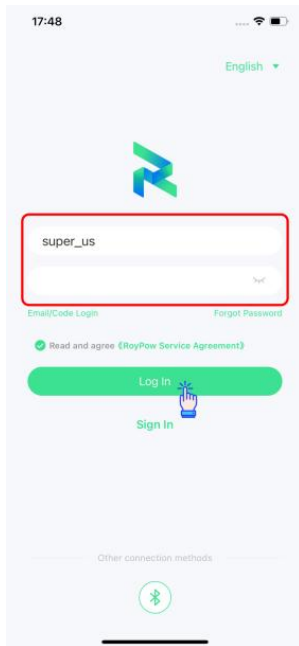 17:48
English
super_us
Email/Code Login Forgot Password
Read and agree 《RoyPow Service Agreement》
Log In
Sign In
Other connection methods